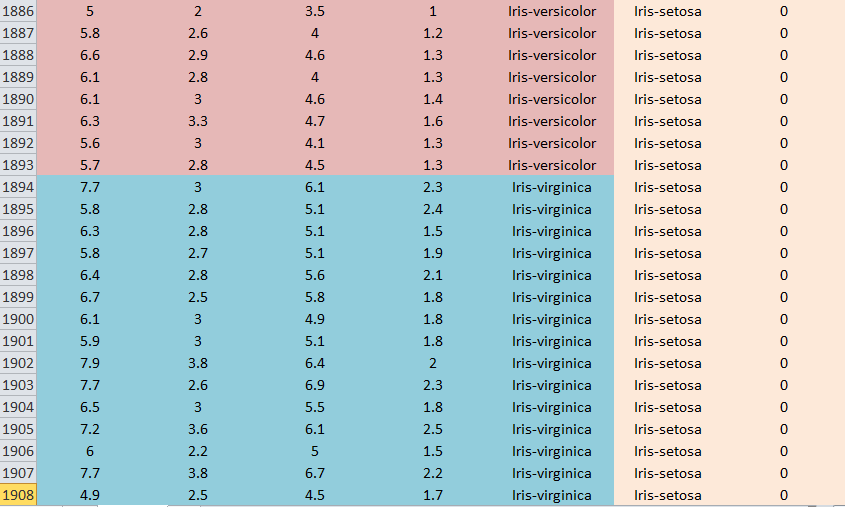 1886 5 2 3.5 1 Iris-versicolor Iris-setosa 0
1887 5.8 2.6 4 1.2 Iris-versicolor Iris-setosa 0
1888 6.6 2.9 4.6 1.3 Iris-versicolor Iris-setosa 0
1889 6.1 2.8 4 1.3 Iris-versicolor Iris-setosa 0
1890 6.1 3 4.6 1.4 Iris-versicolor Iris-setosa 0
1891 6.3 3.3 4.7 1.6 Iris-versicolor Iris-setosa 0
1892 5.6 3 4.1 1.3 Iris-versicolor Iris-setosa 0
1893 5.7 2.8 4.5 1.3 Iris-versicolor Iris-setosa 0
1894 7.7 3 6.1 2.3 Iris-virginica Iris-setosa 0
1895 5.8 2.8 5.1 2.4 Iris-virginica Iris-setosa 0
1896 6.3 2.8 5.1 1.5 Iris-virginica Iris-setosa 0
1897 5.8 2.7 5.1 1.9 Iris-virginica Iris-setosa 0
1898 6.4 2.8 5.6 2.1 Iris-virginica Iris-setosa 0
1899 6.7 2.5 5.8 1.8 Iris-virginica Iris-setosa 0
1900 6.1 3 4.9 1.8 Iris-virginica Iris-setosa 0
1901 5.9 3 5.1 1.8 Iris-virginica Iris-setosa 0
1902 7.9 3.8 6.4 2 Iris-virginica Iris-setosa 0
1903 7.7 2.6 6.9 2.3 Iris-virginica Iris-setosa 0
1904 6.5 3 5.5 1.8 Iris-virginica Iris-setosa 0
1905 7.2 3.6 6.1 2.5 Iris-virginica Iris-setosa 0
1906 6 2.2 5 1.5 Iris-virginica Iris-setosa 0
1907 7.7 3.8 6.7 2.2 Iris-virginica Iris-setosa 0
1908 4.9 2.5 4.5 1.7 Iris-virginica Iris-setosa 0